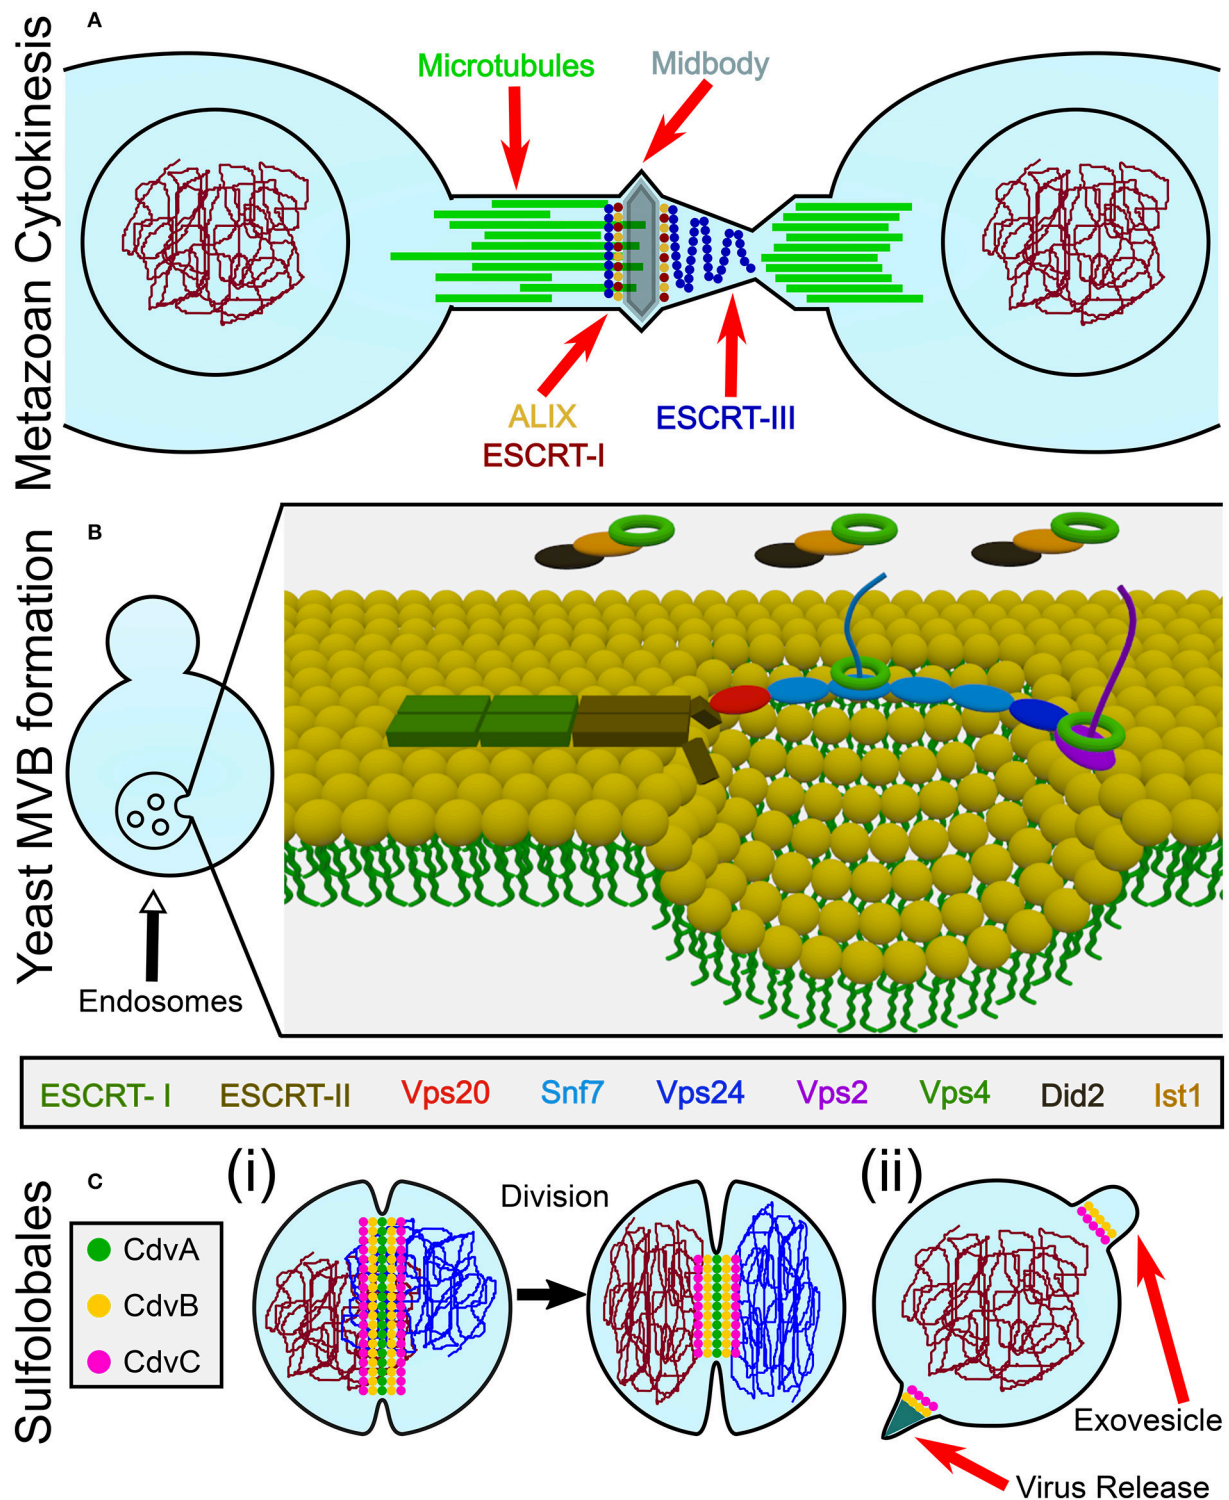 A
Metazoan Cytokinesis
Microtubules
Midbody
ALIX
ESCRT-I
ESCRT-III
B
Yeast MVB formation
Endosomes
ESCRT- I ESCRT-II Vps20 Snf7 Vps24 Vps2 Vps4 Did2 Ist1
C
Sulfolobales
CdvA
CdvB
CdvC
(i)
Division
(ii)
Exovesicle
Virus Release